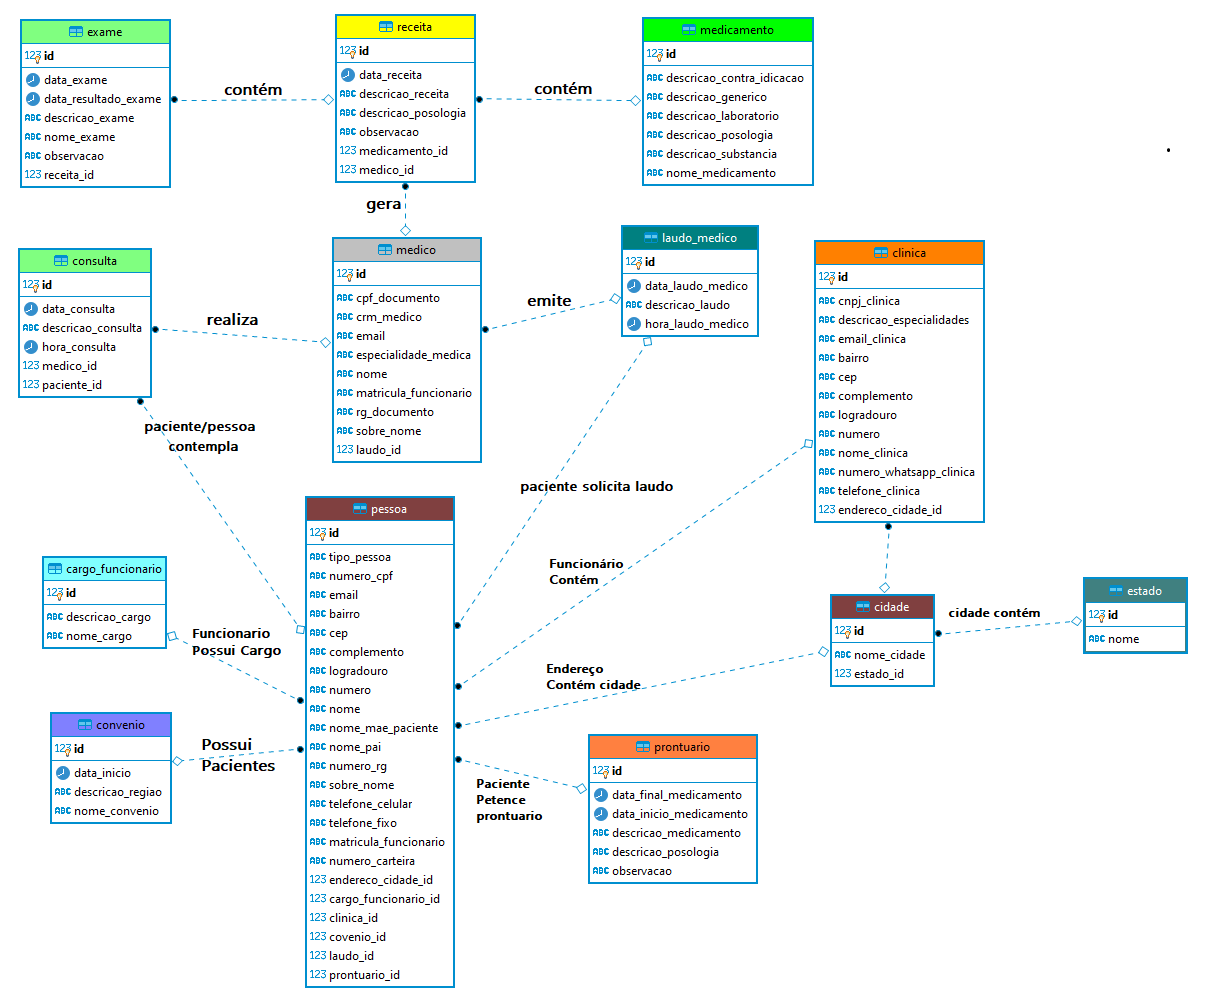 exame
123 id
data_exame
data_resultado_exame
ABC descricao_exame
ABC nome_exame
ABC observacao
123 receita_id
contém
receita
123 id
data_receita
ABC descricao_receita
ABC descricao_posologia
ABC observacao
123 medicamento_id
123 medico_id
contém
medicamento
123 id
ABC descricao_contra_idicacao
ABC descricao_generico
ABC descricao_laboratorio
ABC descricao_posologia
ABC descricao_substancia
ABC nome_medicamento
gera
consulta
123 id
data_consulta
ABC descricao_consulta
hora_consulta
123 medico_id
123 paciente_id
realiza
medico
123 id
ABC cpf_documento
ABC crm_medico
ABC email
ABC especialidade_medica
ABC nome
ABC matricula_funcionario
ABC rg_documento
ABC sobre_nome
123 laudo_id
emite
laudo_medico
123 id
data_laudo_medico
ABC descricao_laudo
hora_laudo_medico
clinica
123 id
ABC cnpj_clinica
ABC descricao_especialidades
ABC email_clinica
ABC bairro
ABC cep
ABC complemento
ABC logradouro
ABC numero
ABC nome_clinica
ABC numero_whatsapp_clinica
ABC telefone_clinica
123 endereco_cidade_id
paciente/pessoa
contempla
paciente solicita laudo
pessoa
123 id
ABC tipo_pessoa
ABC numero_cpf
ABC email
ABC bairro
ABC cep
ABC complemento
ABC logradouro
ABC numero
ABC nome
ABC nome_mae_paciente
ABC nome_pai
ABC numero_rg
ABC sobre_nome
ABC telefone_celular
ABC telefone_fixo
ABC matricula_funcionario
ABC numero_carteira
123 endereco_cidade_id
123 cargo_funcionario_id
123 clinica_id
123 covenio_id
123 laudo_id
123 prontuario_id
Funcionário
Contém
cargo_funcionario
123 id
ABC descricao_cargo
ABC nome_cargo
Funcionario
Possui Cargo
cidade
123 id
ABC nome_cidade
123 estado_id
cidade contém
estado
123 id
ABC nome
Endereço
Contém cidade
convenio
123 id
data_inicio
ABC descricao_regiao
ABC nome_convenio
Possui
Pacientes
Paciente
Petence
prontuario
prontuario
123 id
data_final_medicamento
data_inicio_medicamento
ABC descricao_medicamento
ABC descricao_posologia
ABC observacao